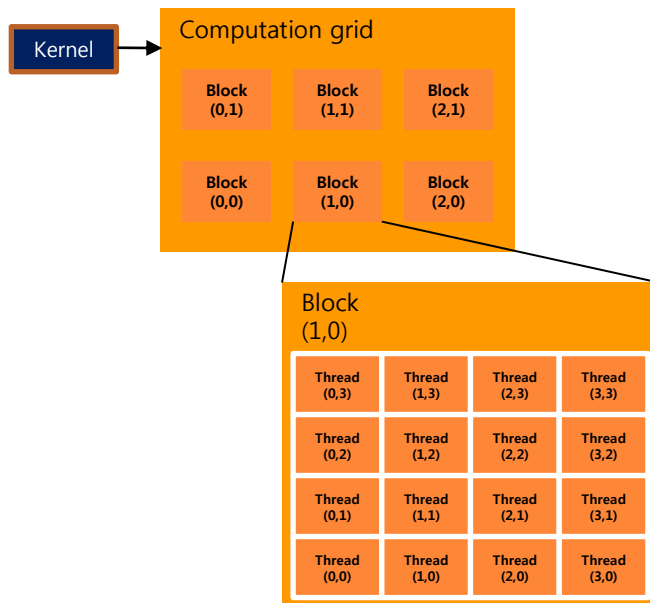 Kernel
Computation grid
Block
(0,1)
Block
(1,1)
Block
(2,1)
Block
(0,0)
Block
(1,0)
Block
(2,0)
Block
(1,0)
Thread
(0,3)
Thread
(1,3)
Thread
(2,3)
Thread
(3,3)
Thread
(0,2)
Thread
(1,2)
Thread
(2,2)
Thread
(3,2)
Thread
(0,1)
Thread
(1,1)
Thread
(2,1)
Thread
(3,1)
Thread
(0,0)
Thread
(1,0)
Thread
(2,0)
Thread
(3,0)